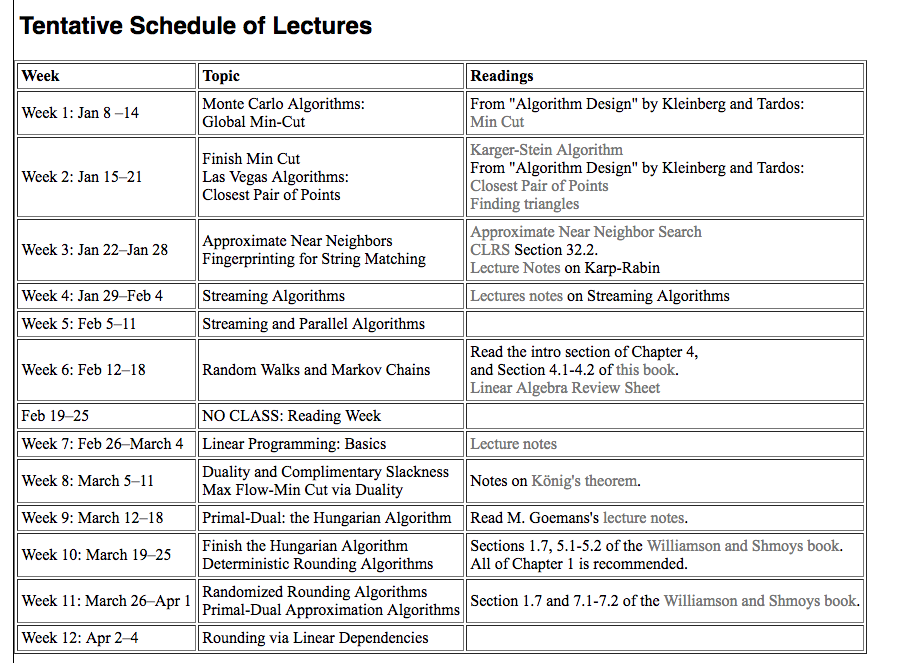 Tentative Schedule of Lectures
Week Topic Readings
Week 1: Jan 8 –14
Monte Carlo Algorithms:
Global Min-Cut
From "Algorithm Design" by Kleinberg and Tardos:
Min Cut
Week 2: Jan 15–21
Finish Min Cut
Las Vegas Algorithms:
Closest Pair of Points
Karger-Stein Algorithm
From "Algorithm Design" by Kleinberg and Tardos:
Closest Pair of Points
Finding triangles
Week 3: Jan 22–Jan 28
Approximate Near Neighbors
Fingerprinting for String Matching
Approximate Near Neighbor Search
CLRS Section 32.2.
Lecture Notes on Karp-Rabin
Week 4: Jan 29–Feb 4
Streaming Algorithms
Lectures notes on Streaming Algorithms
Week 5: Feb 5–11
Streaming and Parallel Algorithms
Week 6: Feb 12–18
Random Walks and Markov Chains
Read the intro section of Chapter 4,
and Section 4.1-4.2 of this book.
Linear Algebra Review Sheet
Feb 19–25
NO CLASS: Reading Week
Week 7: Feb 26–March 4
Linear Programming: Basics
Lecture notes
Week 8: March 5–11
Duality and Complimentary Slackness
Max Flow-Min Cut via Duality
Notes on König's theorem.
Week 9: March 12–18
Primal-Dual: the Hungarian Algorithm
Read M. Goemans's lecture notes.
Week 10: March 19–25
Finish the Hungarian Algorithm
Deterministic Rounding Algorithms
Sections 1.7, 5.1-5.2 of the Williamson and Shmoys book.
All of Chapter 1 is recommended.
Week 11: March 26–Apr 1
Randomized Rounding Algorithms
Primal-Dual Approximation Algorithms
Section 1.7 and 7.1-7.2 of the Williamson and Shmoys book.
Week 12: Apr 2–4
Rounding via Linear Dependencies